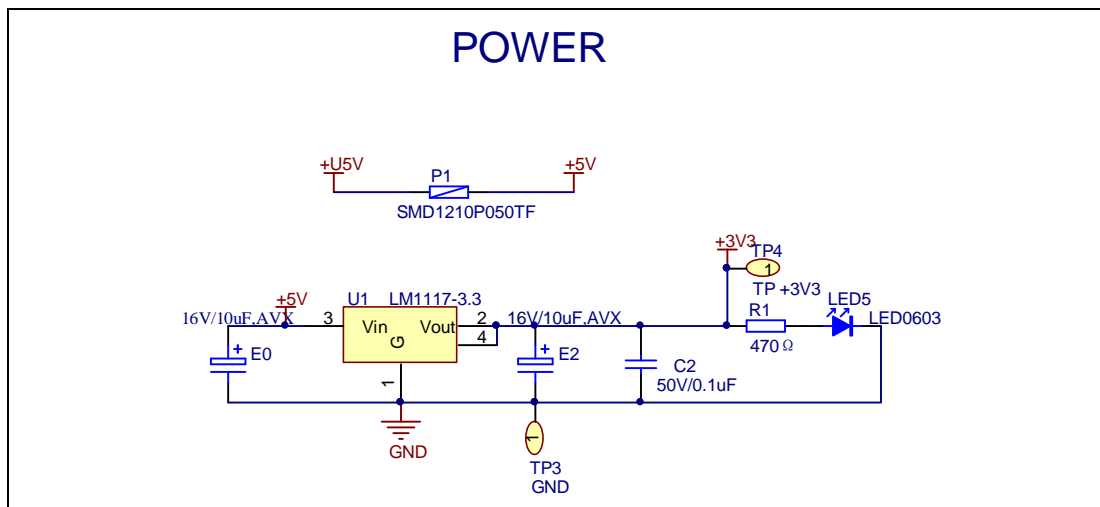 POWER
+U5V
P1
+5V
SMD1210P050TF
+3V3
TP4
1
TP +3V3
+5V
U1
LM1117-3.3
LED5
16V/10uF,AVX
3
Vin
Vout
2
16V/10uF,AVX
R1
LED0603
G
4
470Ω
E0
E2
C2
50V/0.1uF
1
GND
1
TP3
GND